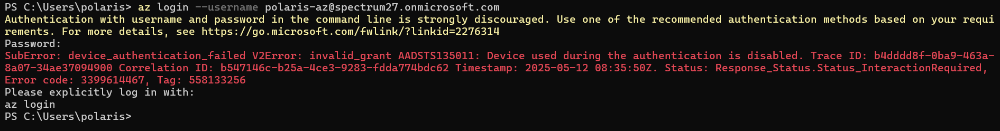 PS C:\Users\polaris> az login --username polaris-az@spectrum27.onmicrosoft.com
Authentication with username and password in the command line is strongly discouraged. Use one of the recommended authentication methods based on your requi
rements. For more details, see https://go.microsoft.com/fwlink/?linkid=2276314
Password:
SubError: device_authentication_failed V2Error: invalid_grant AADSTS135011: Device used during the authentication is disabled. Trace ID: b4dddd8f-0ba9-463a-
8a07-34ae37094900 Correlation ID: b547146c-b25a-4ce3-9283-fdda774bdc62 Timestamp: 2025-05-12 08:35:50Z. Status: Response_Status.Status_InteractionRequired,
Error code: 3399614467, Tag: 558133256
Please explicitly log in with:
az login
PS C:\Users\polaris>